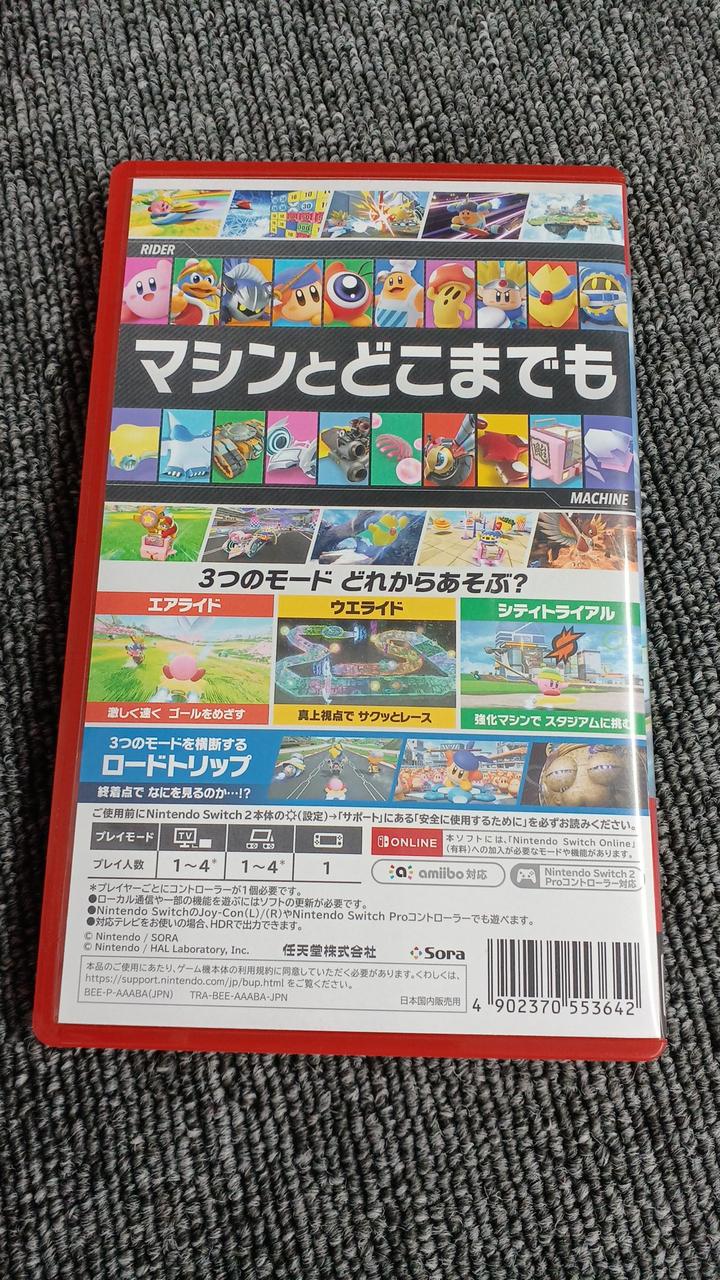 RIDER
マシンとどこまでも
MACHINE
3つのモード どれからあそぶ?
エアライド
ウエライド
シティトライアル
激しく速く ゴールをめざす
真上視点で サクッとレース
強化マシンで スタジアムに挑む
3つのモードを横断する
ロードトリップ
終着点で なにを見るのか…!?
ご使用前にNintendo Switch 2本体の(設定)→「サポート」にある「安全に使用するために」を必ずお読みください。
プレイモード
TV
プレイ人数
1～4*
1～4*
1
ONLINE
本ソフトには、「Nintendo Switch Online」
(有料)への加入が必要なモードや機能があります。
amiibo 対応
Nintendo Switch 2
Proコントローラー対応
*プレイヤーごとにコントローラーが1個必要です。
●ローカル通信や一部の機能を遊ぶにはソフトの更新が必要です。
●Nintendo SwitchのJoy-Con(L)/(R)やNintendo Switch Proコントローラーでも遊べます。
●対応テレビをお使いの場合、HDRで出力できます。
© Nintendo / SORA
© Nintendo / HAL Laboratory, Inc.
任天堂株式会社
Sora
本品のご使用にあたり、ゲーム機本体の利用規約に同意していただく必要があります。くわしくは、
https://support.nintendo.com/jp/bup.html をご覧ください。
BEE-P-AAABA(JPN) TRA-BEE-AAABA-JPN
日本国内販売用
4 902370 553642